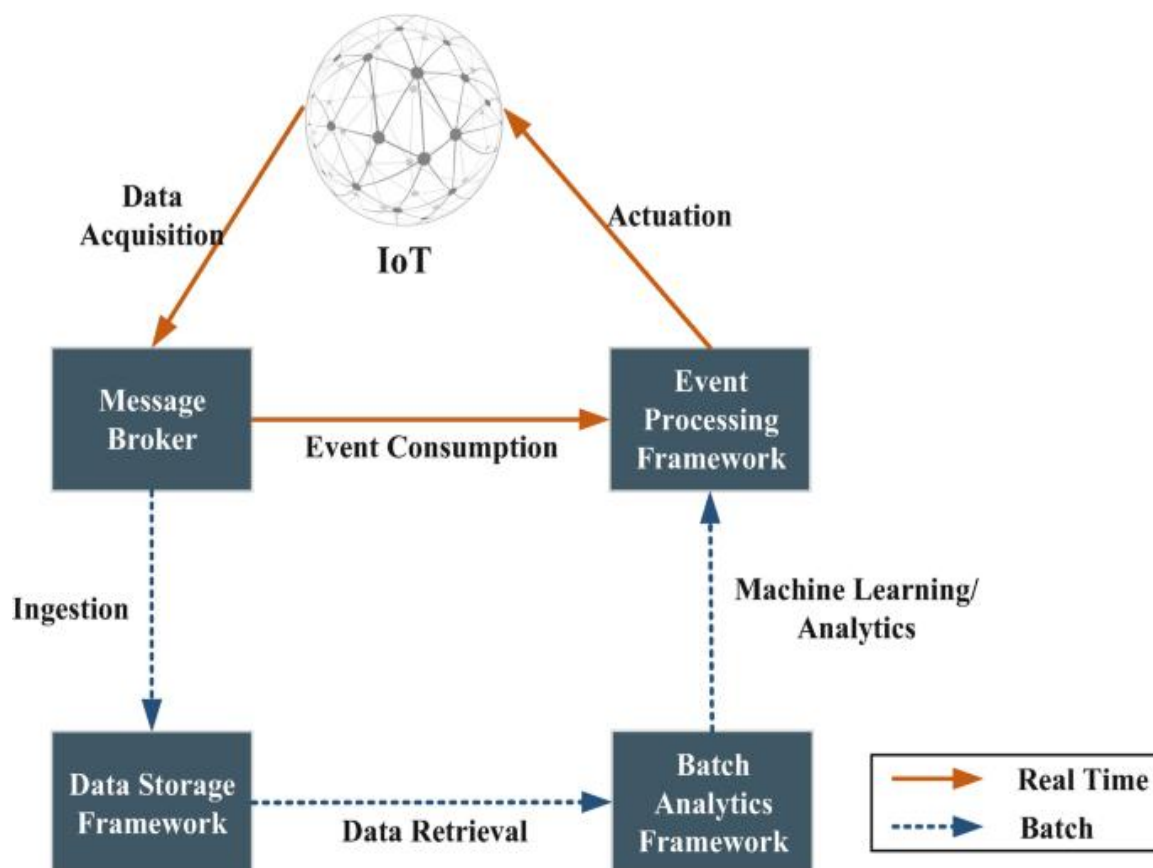 Data
Acquisition
IoT
Actuation
Message
Broker
Event Consumption
Event
Processing
Framework
Ingestion
Machine Learning/
Analytics
Data Storage
Framework
Data Retrieval
Batch
Analytics
Framework
Real Time
Batch